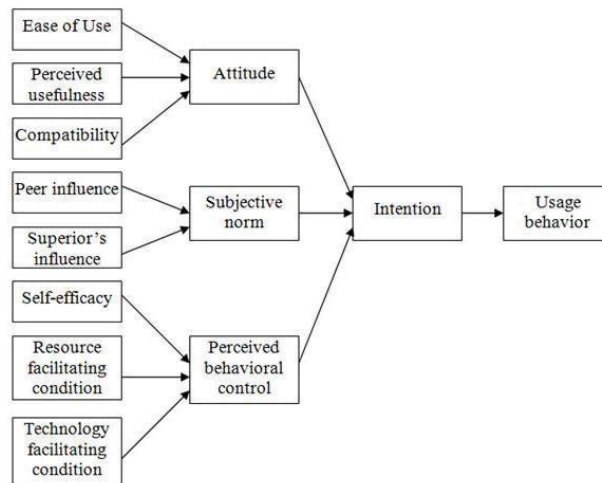 Ease of Use
Perceived
usefulness
Compatibility
Attitude
Peer influence
Superior's
influence
Subjective
norm
Self-efficacy
Resource
facilitating
condition
Technology
facilitating
condition
Perceived
behavioral
control
Intention
Usage
behavior